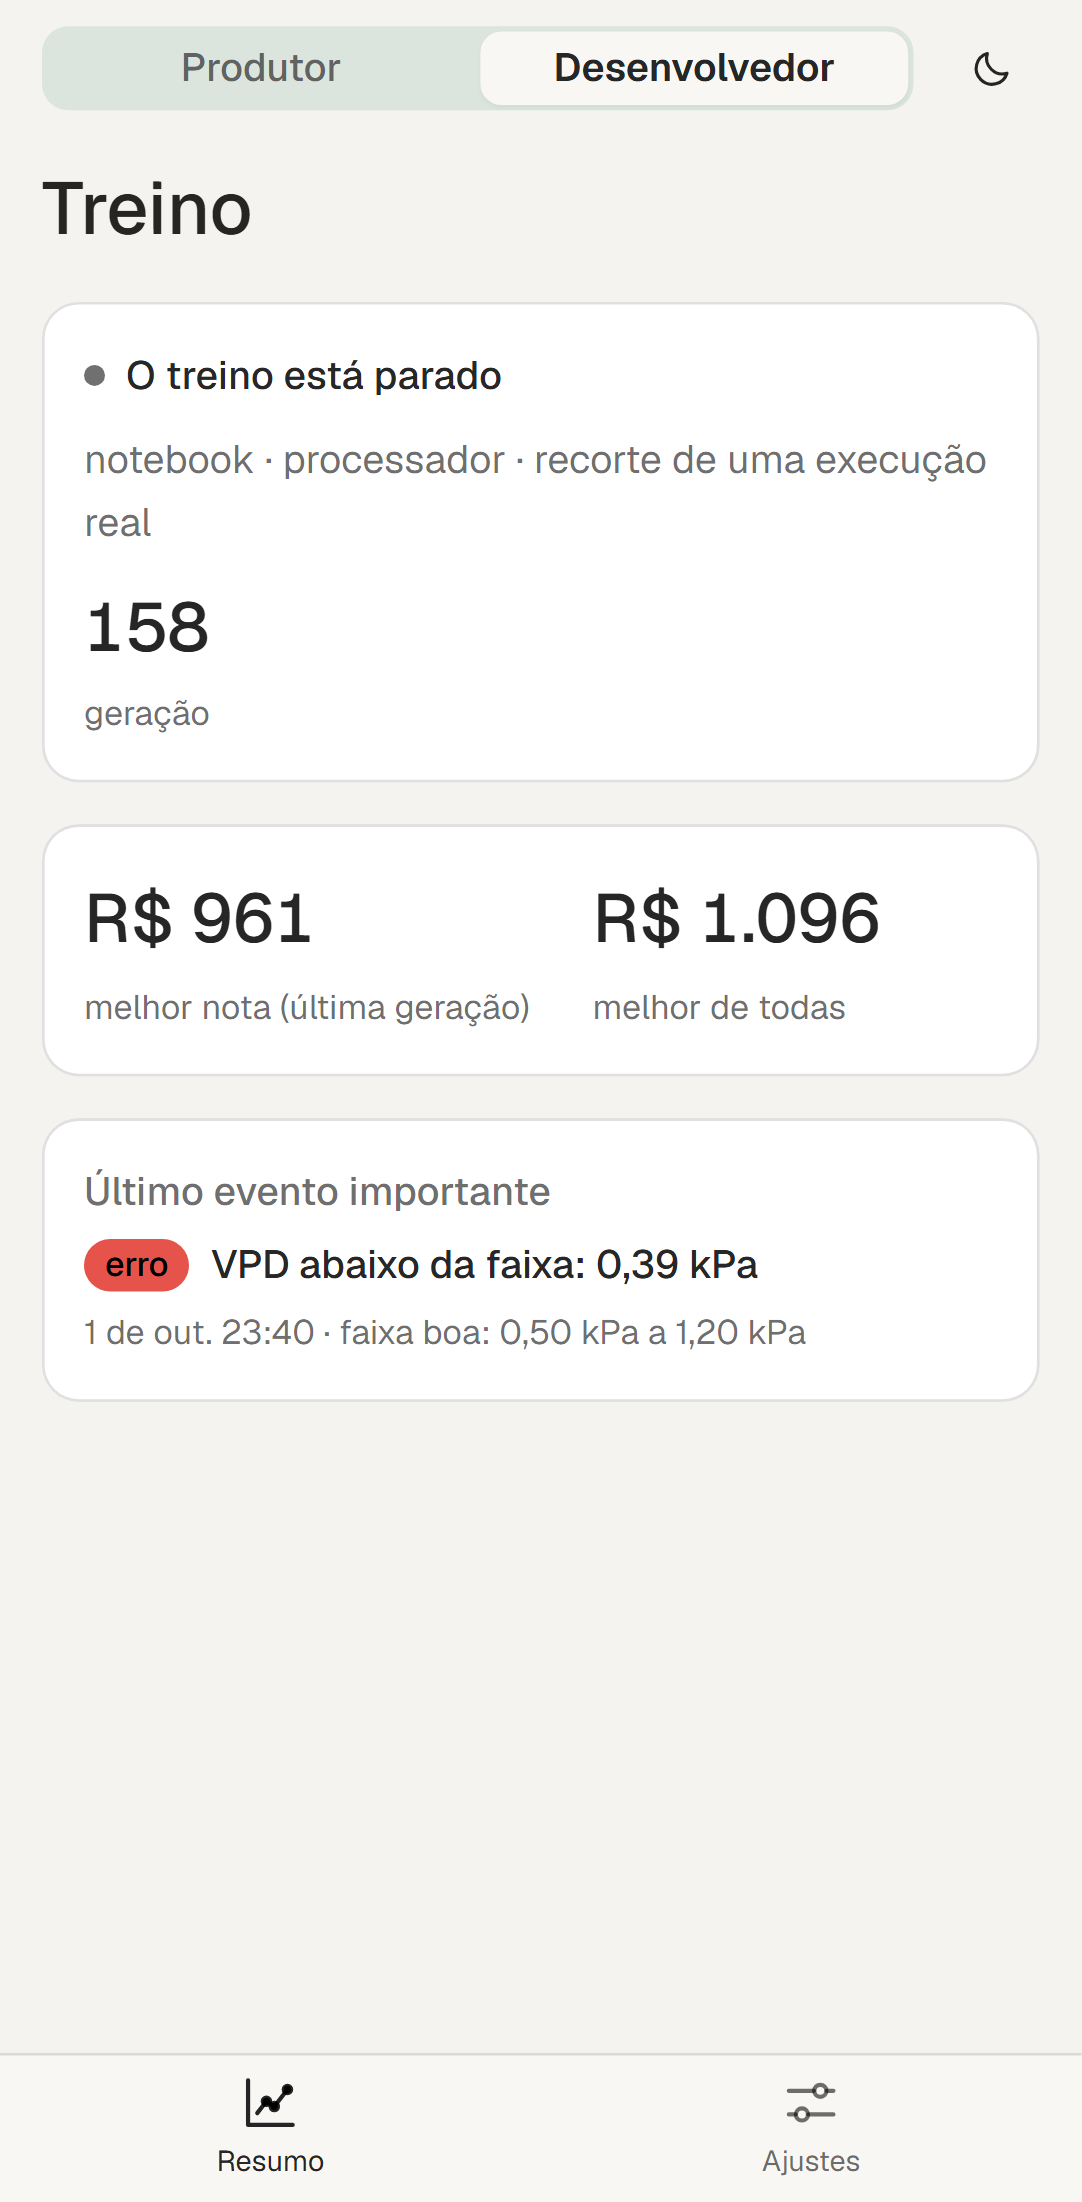 Produtor
Desenvolvedor
Treino
O treino está parado
notebook · processador · recorte de uma execução
real
158
geração
R$ 961
R$ 1.096
melhor nota (última geração)
melhor de todas
Último evento importante
erro VPD abaixo da faixa: 0,39 kPa
1 de out. 23:40 · faixa boa: 0,50 kPa a 1,20 kPa
Resumo
Ajustes